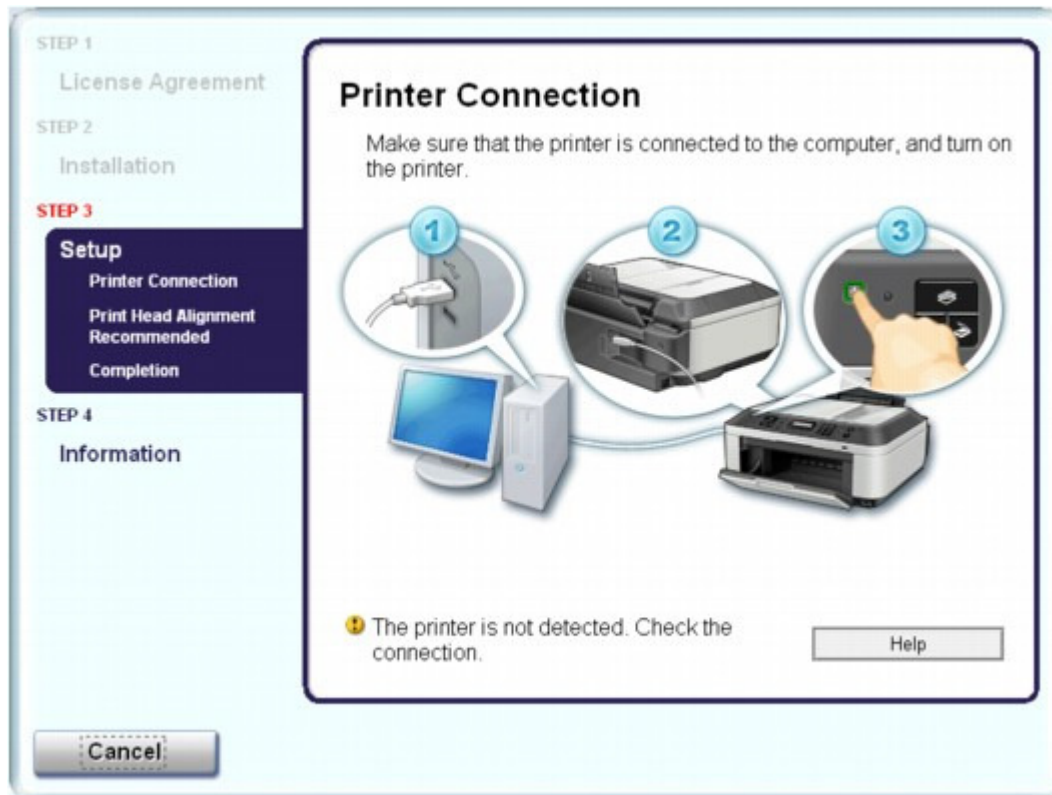 STEP 1
License Agreement
STEP 2
Installation
STEP 3
Setup
Printer Connection
Print Head Alignment
Recommended
Completion
STEP 4
Information
Cancel
Printer Connection
Make sure that the printer is connected to the computer, and turn on
the printer.
1
2
3
The printer is not detected. Check the
connection.
Help